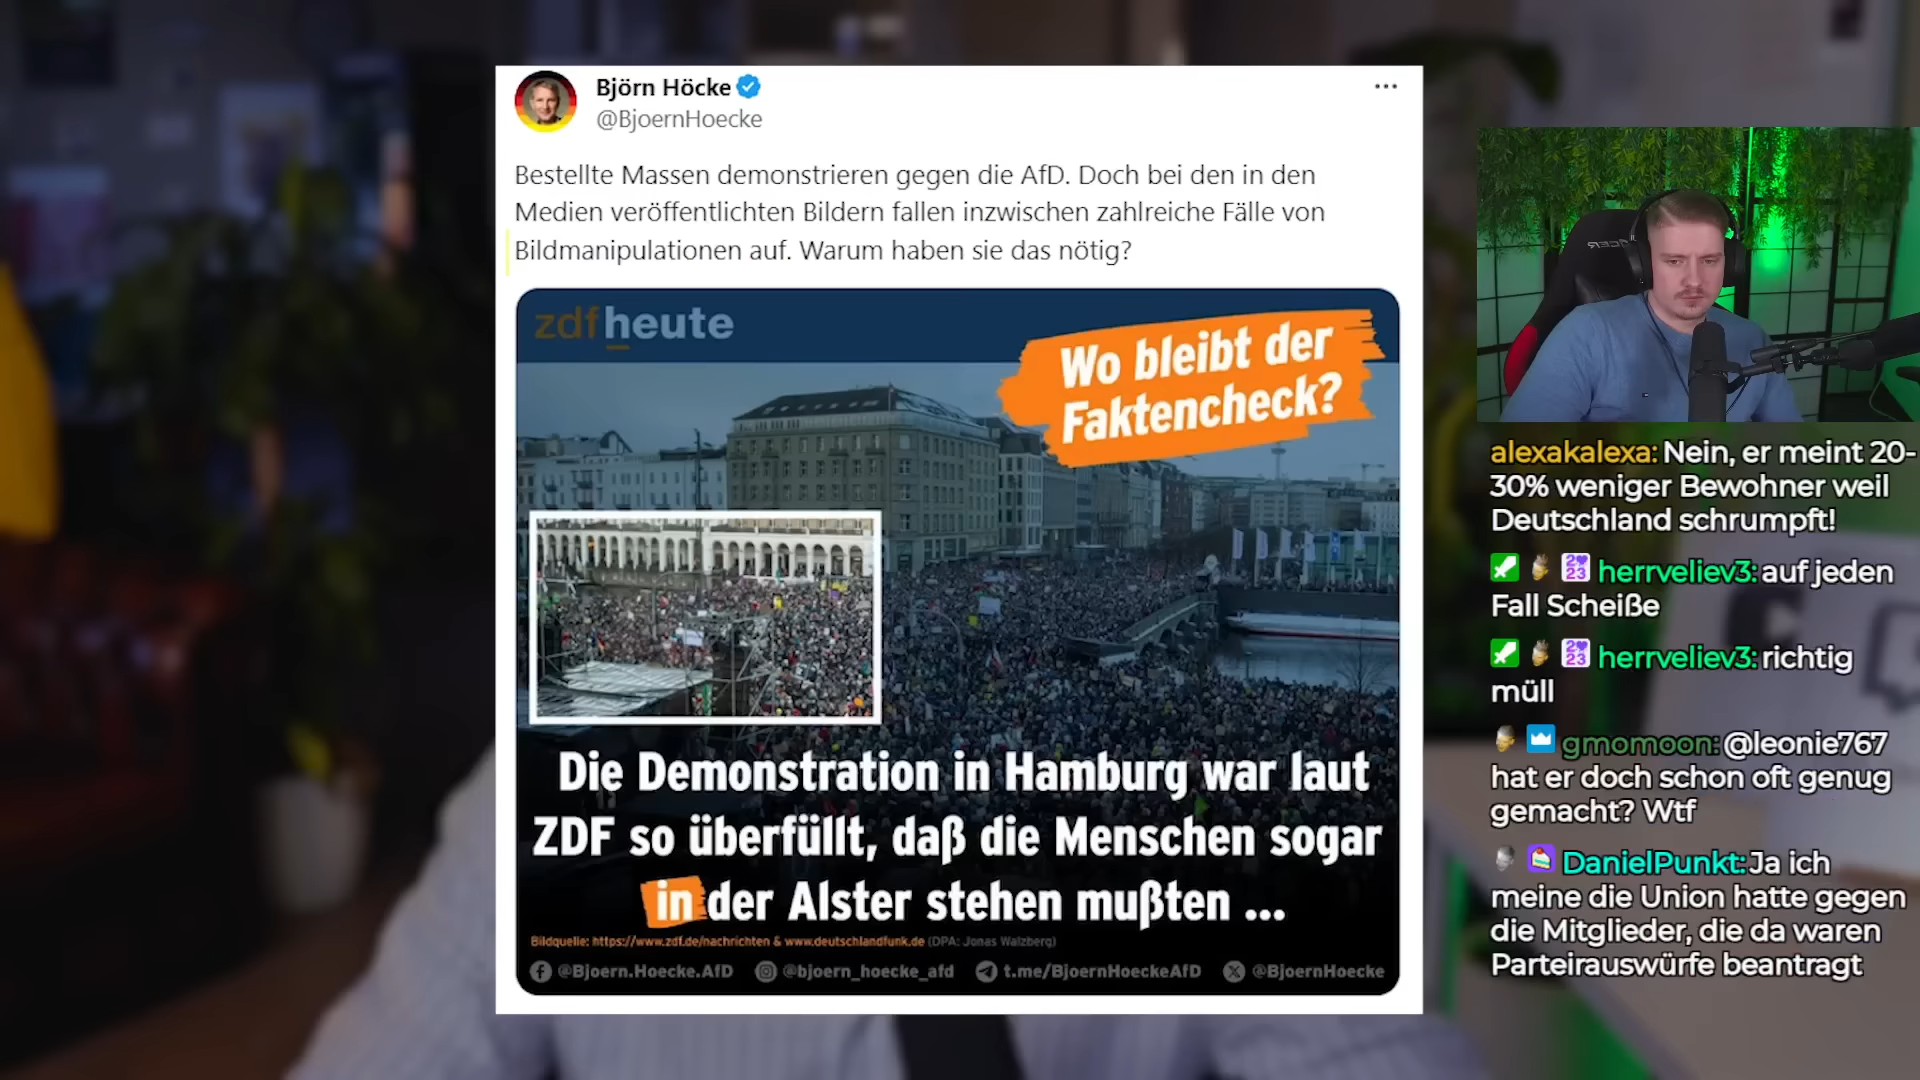 Björn Höcke
@BjoernHoecke
Bestellte Massen demonstrieren gegen die AfD. Doch bei den in den
Medien veröffentlichten Bildern fallen inzwischen zahlreiche Fälle von
Bildmanipulationen auf. Warum haben sie das nötig?
zdfheute
Wo bleibt der
Faktencheck?
Die Demonstration in Hamburg war laut
ZDF so überfüllt, daß die Menschen sogar
in der Alster stehen mußten ...
Bildquelle: https://www.zdf.de/nachrichten & www.deutschlandfunk.de (DPA: Jonas Walzberg)
@Bjoern.Hoecke.AfD @bjoern_hoecke_afd t.me/BjoernHoeckeAfD @BjoernHoecke
alexakalexa: Nein, er meint 20-
30% weniger Bewohner weil
Deutschland schrumpft!
herrveliev3: auf jeden
Fall Scheiße
herrveliev3: richtig
müll
gmomoon: @leonie767
hat er doch schon oft genug
gemacht? Wtf
DanielPunkt: Ja ich
meine die Union hatte gegen
die Mitglieder, die da waren
Parteirauswürfe beantragt